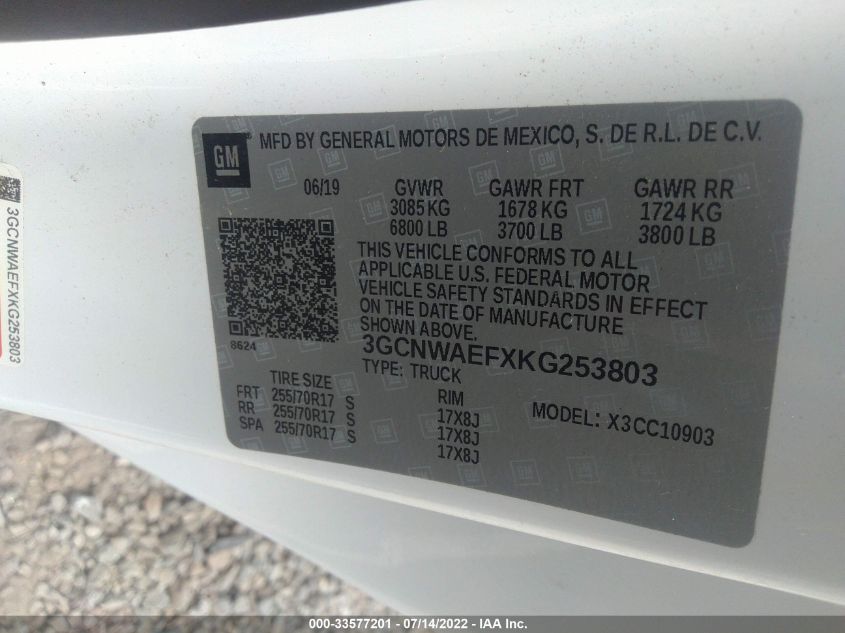 GM MFD BY GENERAL MOTORS DE MEXICO, S. DE R.L. DE C.V.
06/19 GVWR GAWR FRT GAWR RR
3085 KG 1678 KG 1724 KG
6800 LB 3700 LB 3800 LB
THIS VEHICLE CONFORMS TO ALL
APPLICABLE U.S. FEDERAL MOTOR
VEHICLE SAFETY STANDARDS IN EFFECT
ON THE DATE OF MANUFACTURE
SHOWN ABOVE.
8624
3GCNWAEFXKG253803
TYPE: TRUCK
TIRE SIZE RIM
FRT 255/70R17 S 17X8J
RR 255/70R17 S 17X8J
SPA 255/70R17 S 17X8J
MODEL: X3CC10903
3GCNWAEFXKG253803
000-33577201 - 07/14/2022 - IAA Inc.